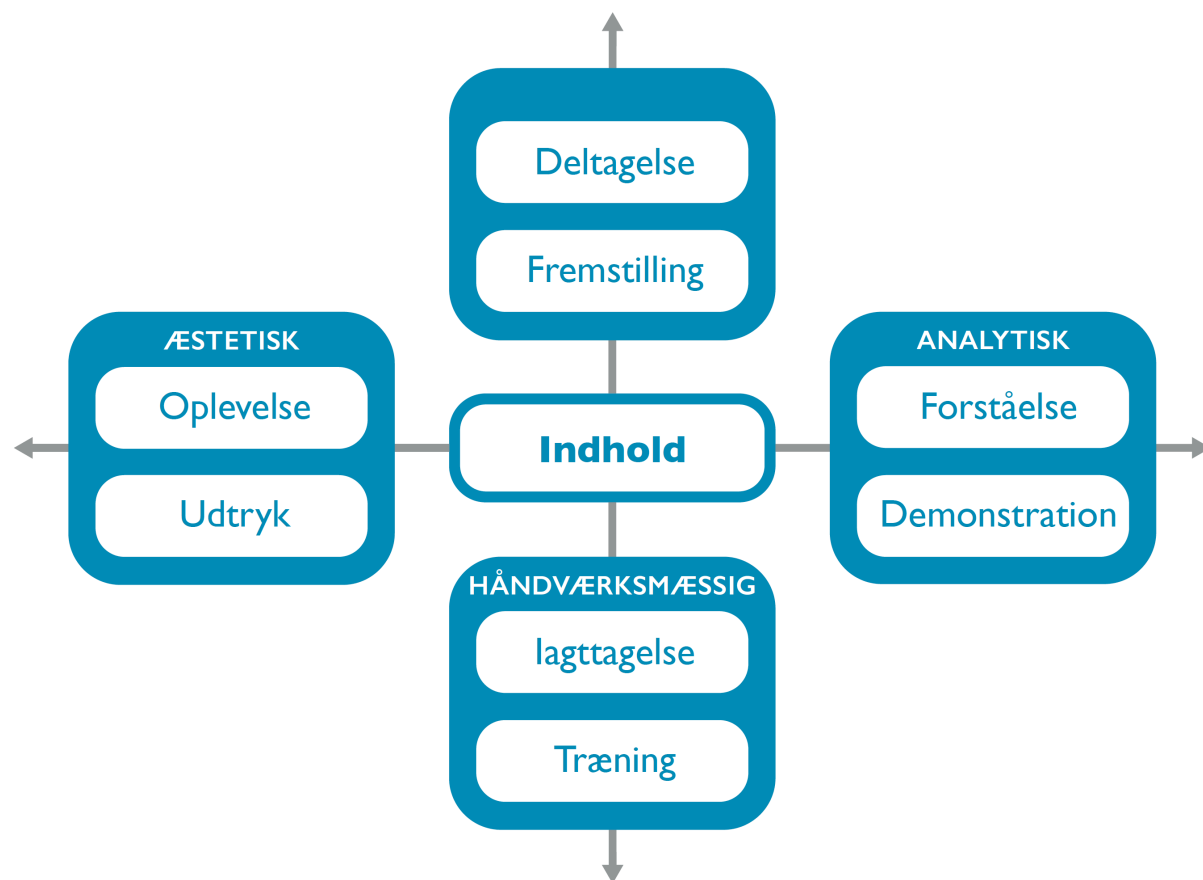 Deltagelse
Fremstilling
ÆSTETISK
Oplevelse
Udtryk
Indhold
ANALYTISK
Forståelse
Demonstration
HÅNDVÆRKSMÆSSIG
Iagttagelse
Træning